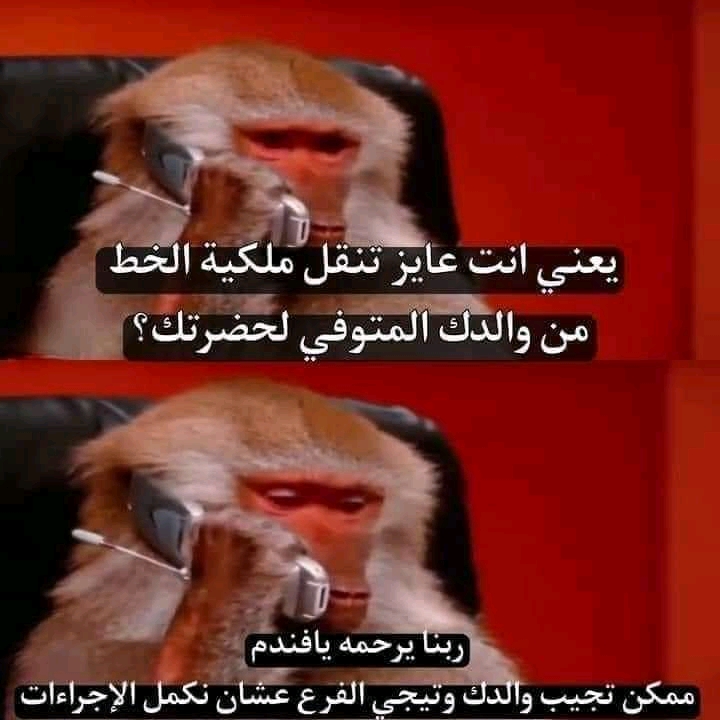 يعني انت عايز تنقل ملكية الخط
من والدك المتوفي لحضرتك؟
ربنا يرحمه يافندم
ممكن تجيب والدك وتيجي الفرع عشان نكمل الإجراءات